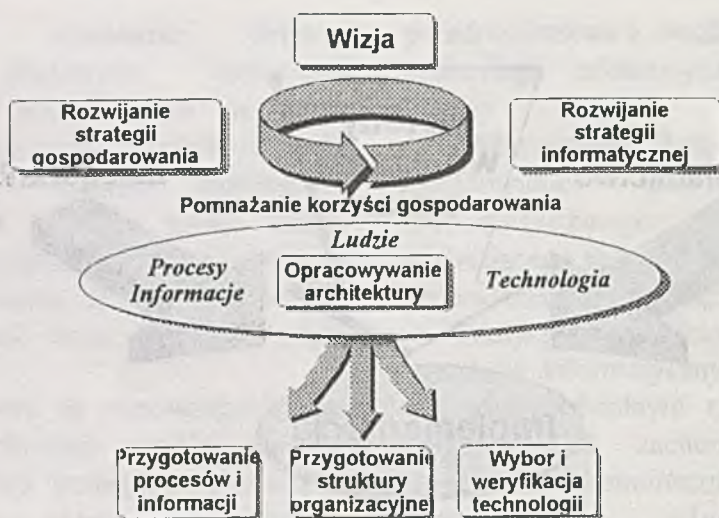 Wizja
Rozwijanie
strategii
gospodarowania
Rozwijanie
strategii
informatycznej
Pomnażanie korzyści gospodarowania
Ludzie
Procesy
Informacje
Opracowywanie
architektury
Technologia
Przygotowanie
procesów i
informacji
Przygotowanie
struktury
organizacyjnej
Wybor i
weryfikacja
technologii